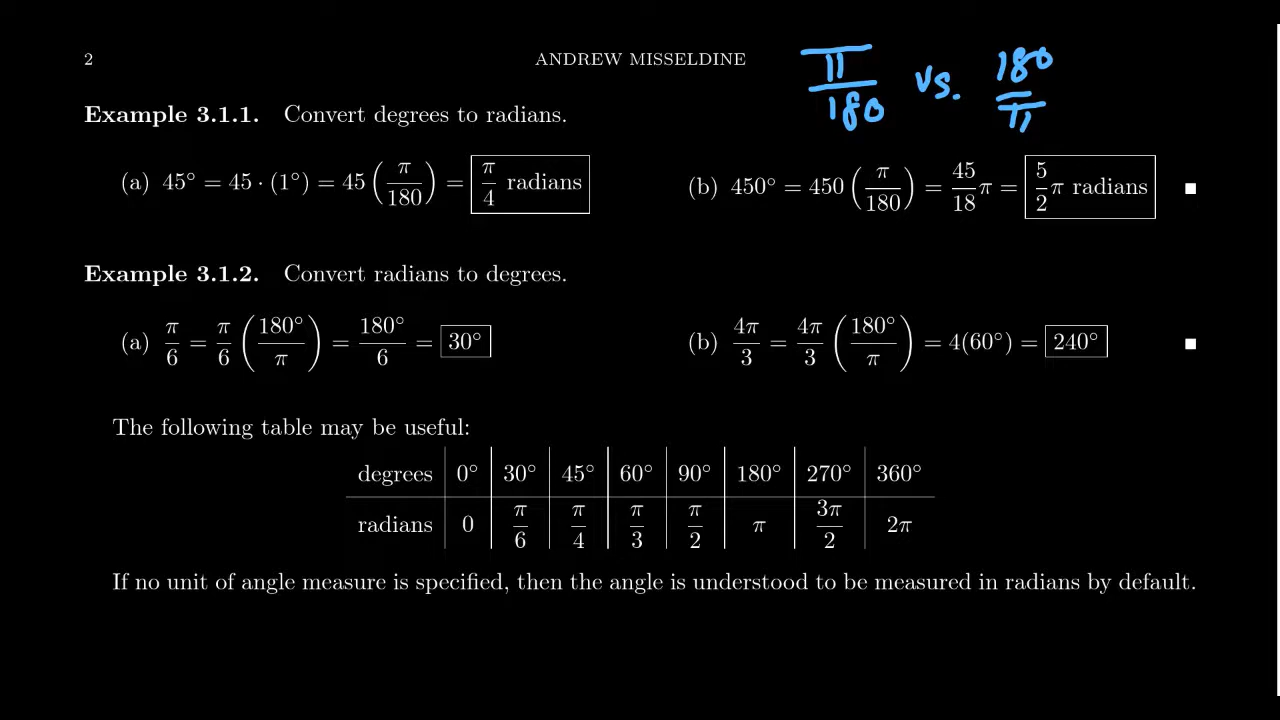 2 ANDREW MISSELDINE
π/180 vs. 180/π
Example 3.1.1. Convert degrees to radians.
(a) 45° = 45 · (1°) = 45 (π/180) = π/4 radians (b) 450° = 450 (π/180) = 45/18 π = 5/2 π radians ■
Example 3.1.2. Convert radians to degrees.
(a) π/6 = π/6 (180°/π) = 180°/6 = 30° (b) 4π/3 = 4π/3 (180°/π) = 4(60°) = 240° ■
The following table may be useful:
degrees 0° 30° 45° 60° 90° 180° 270° 360°
radians 0 π/6 π/4 π/3 π/2 π 3π/2 2π
If no unit of angle measure is specified, then the angle is understood to be measured in radians by default.